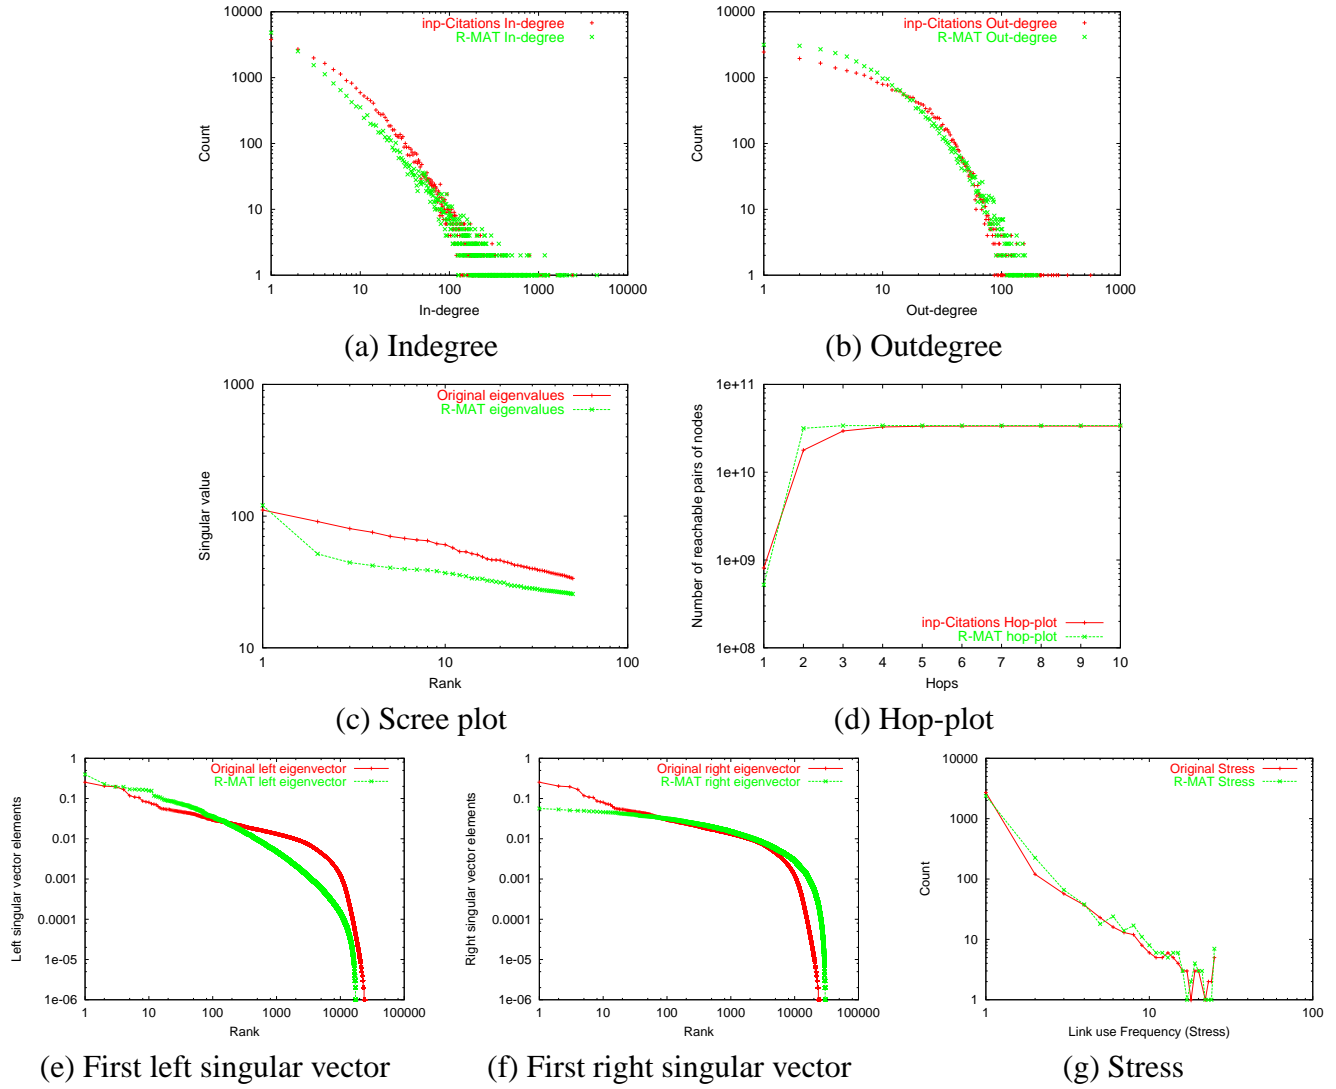 inp-Citations In-degree
R-MAT In-degree
10000
1000
100
10
1
Count
1 10 100 1000 10000
In-degree
(a) Indegree
inp-Citations Out-degree
R-MAT Out-degree
10000
1000
100
10
1
Count
1 10 100 1000
Out-degree
(b) Outdegree
Original eigenvalues
R-MAT eigenvalues
1000
100
10
Singular value
1 10 100
Rank
(c) Scree plot
1e+11
1e+10
1e+09
1e+08
Number of reachable pairs of nodes
inp-Citations Hop-plot
R-MAT hop-plot
1 2 3 4 5 6 7 8 9 10
Hops
(d) Hop-plot
Original left eigenvector
R-MAT left eigenvector
1
0.1
0.01
0.001
0.0001
1e-05
1e-06
Left singular vector elements
1 10 100 1000 10000 100000
Rank
(e) First left singular vector
Original right eigenvector
R-MAT right eigenvector
1
0.1
0.01
0.001
0.0001
1e-05
1e-06
Right singular vector elements
1 10 100 1000 10000 100000
Rank
(f) First right singular vector
Original Stress
R-MAT Stress
10000
1000
100
10
1
Count
1 10 100
Link use Frequency (Stress)
(g) Stress